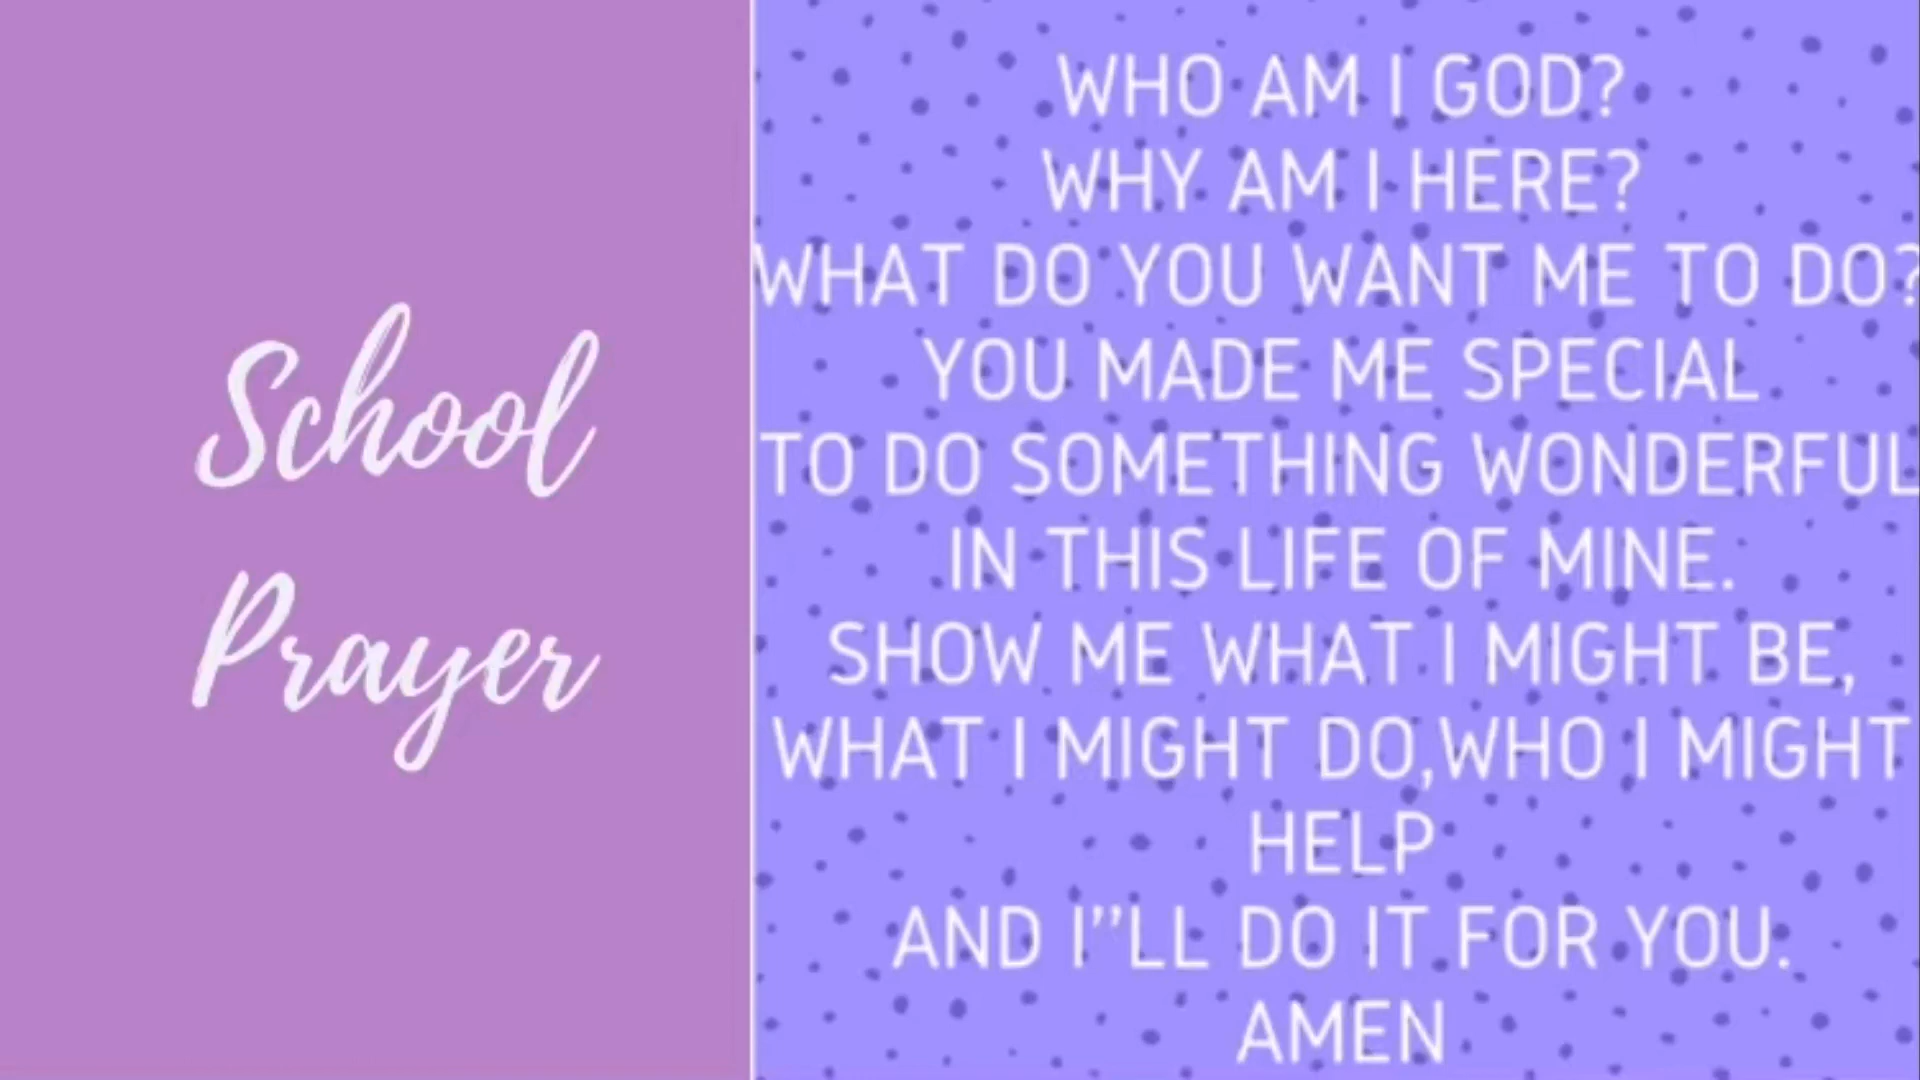 School
Prayer
WHO AM I GOD?
WHY AM I HERE?
WHAT DO YOU WANT ME TO DO?
YOU MADE ME SPECIAL
TO DO SOMETHING WONDERFUL
IN THIS LIFE OF MINE.
SHOW ME WHAT I MIGHT BE,
WHAT I MIGHT DO,WHO I MIGHT
HELP
AND I''LL DO IT FOR YOU.
AMEN